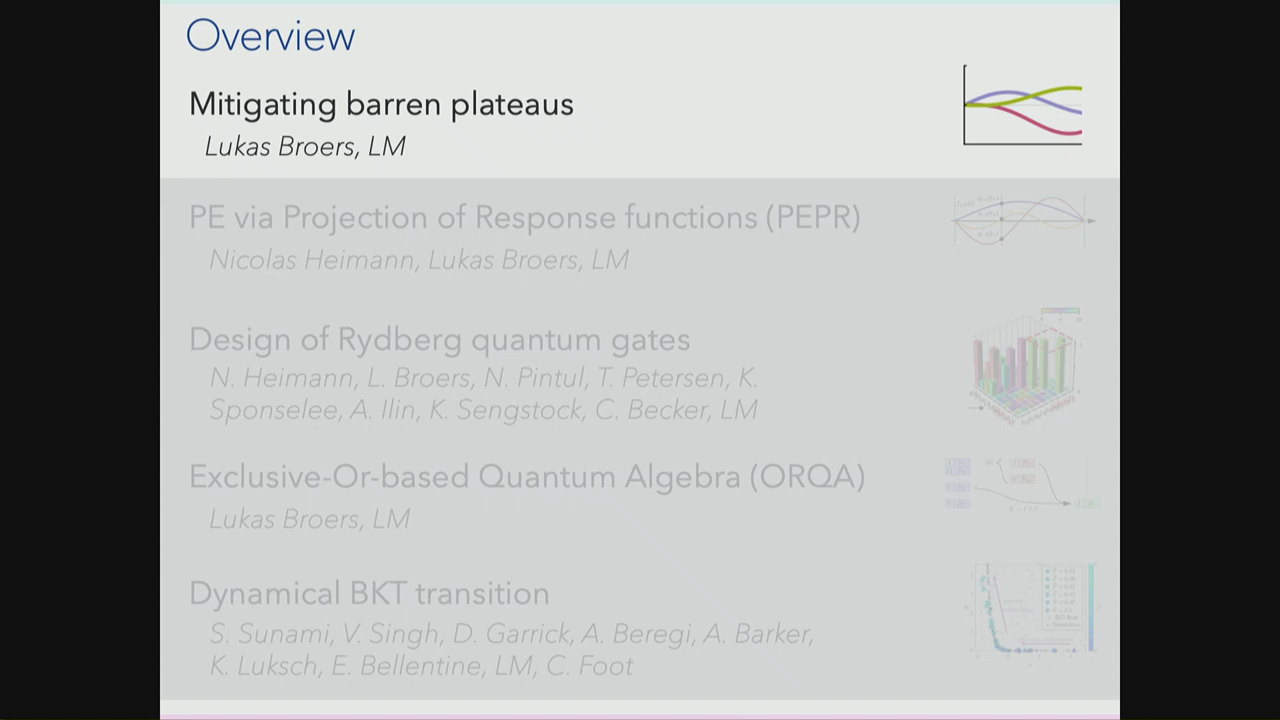 Overview
Mitigating barren plateaus
Lukas Broers, LM
PE via Projection of Response functions (PEPR)
Nicolas Heimann, Lukas Broers, LM
Design of Rydberg quantum gates
N. Heimann, L. Broers, N. Pintul, T. Petersen, K.
Sponselee, A. Ilin, K. Sengstock, C. Becker, LM
Exclusive-Or-based Quantum Algebra (ORQA)
Lukas Broers, LM
Dynamical BKT transition
S. Sunami, V. Singh, D. Garrick, A. Beregi, A. Barker,
K. Luksch, E. Bellentine, LM, C. Foot